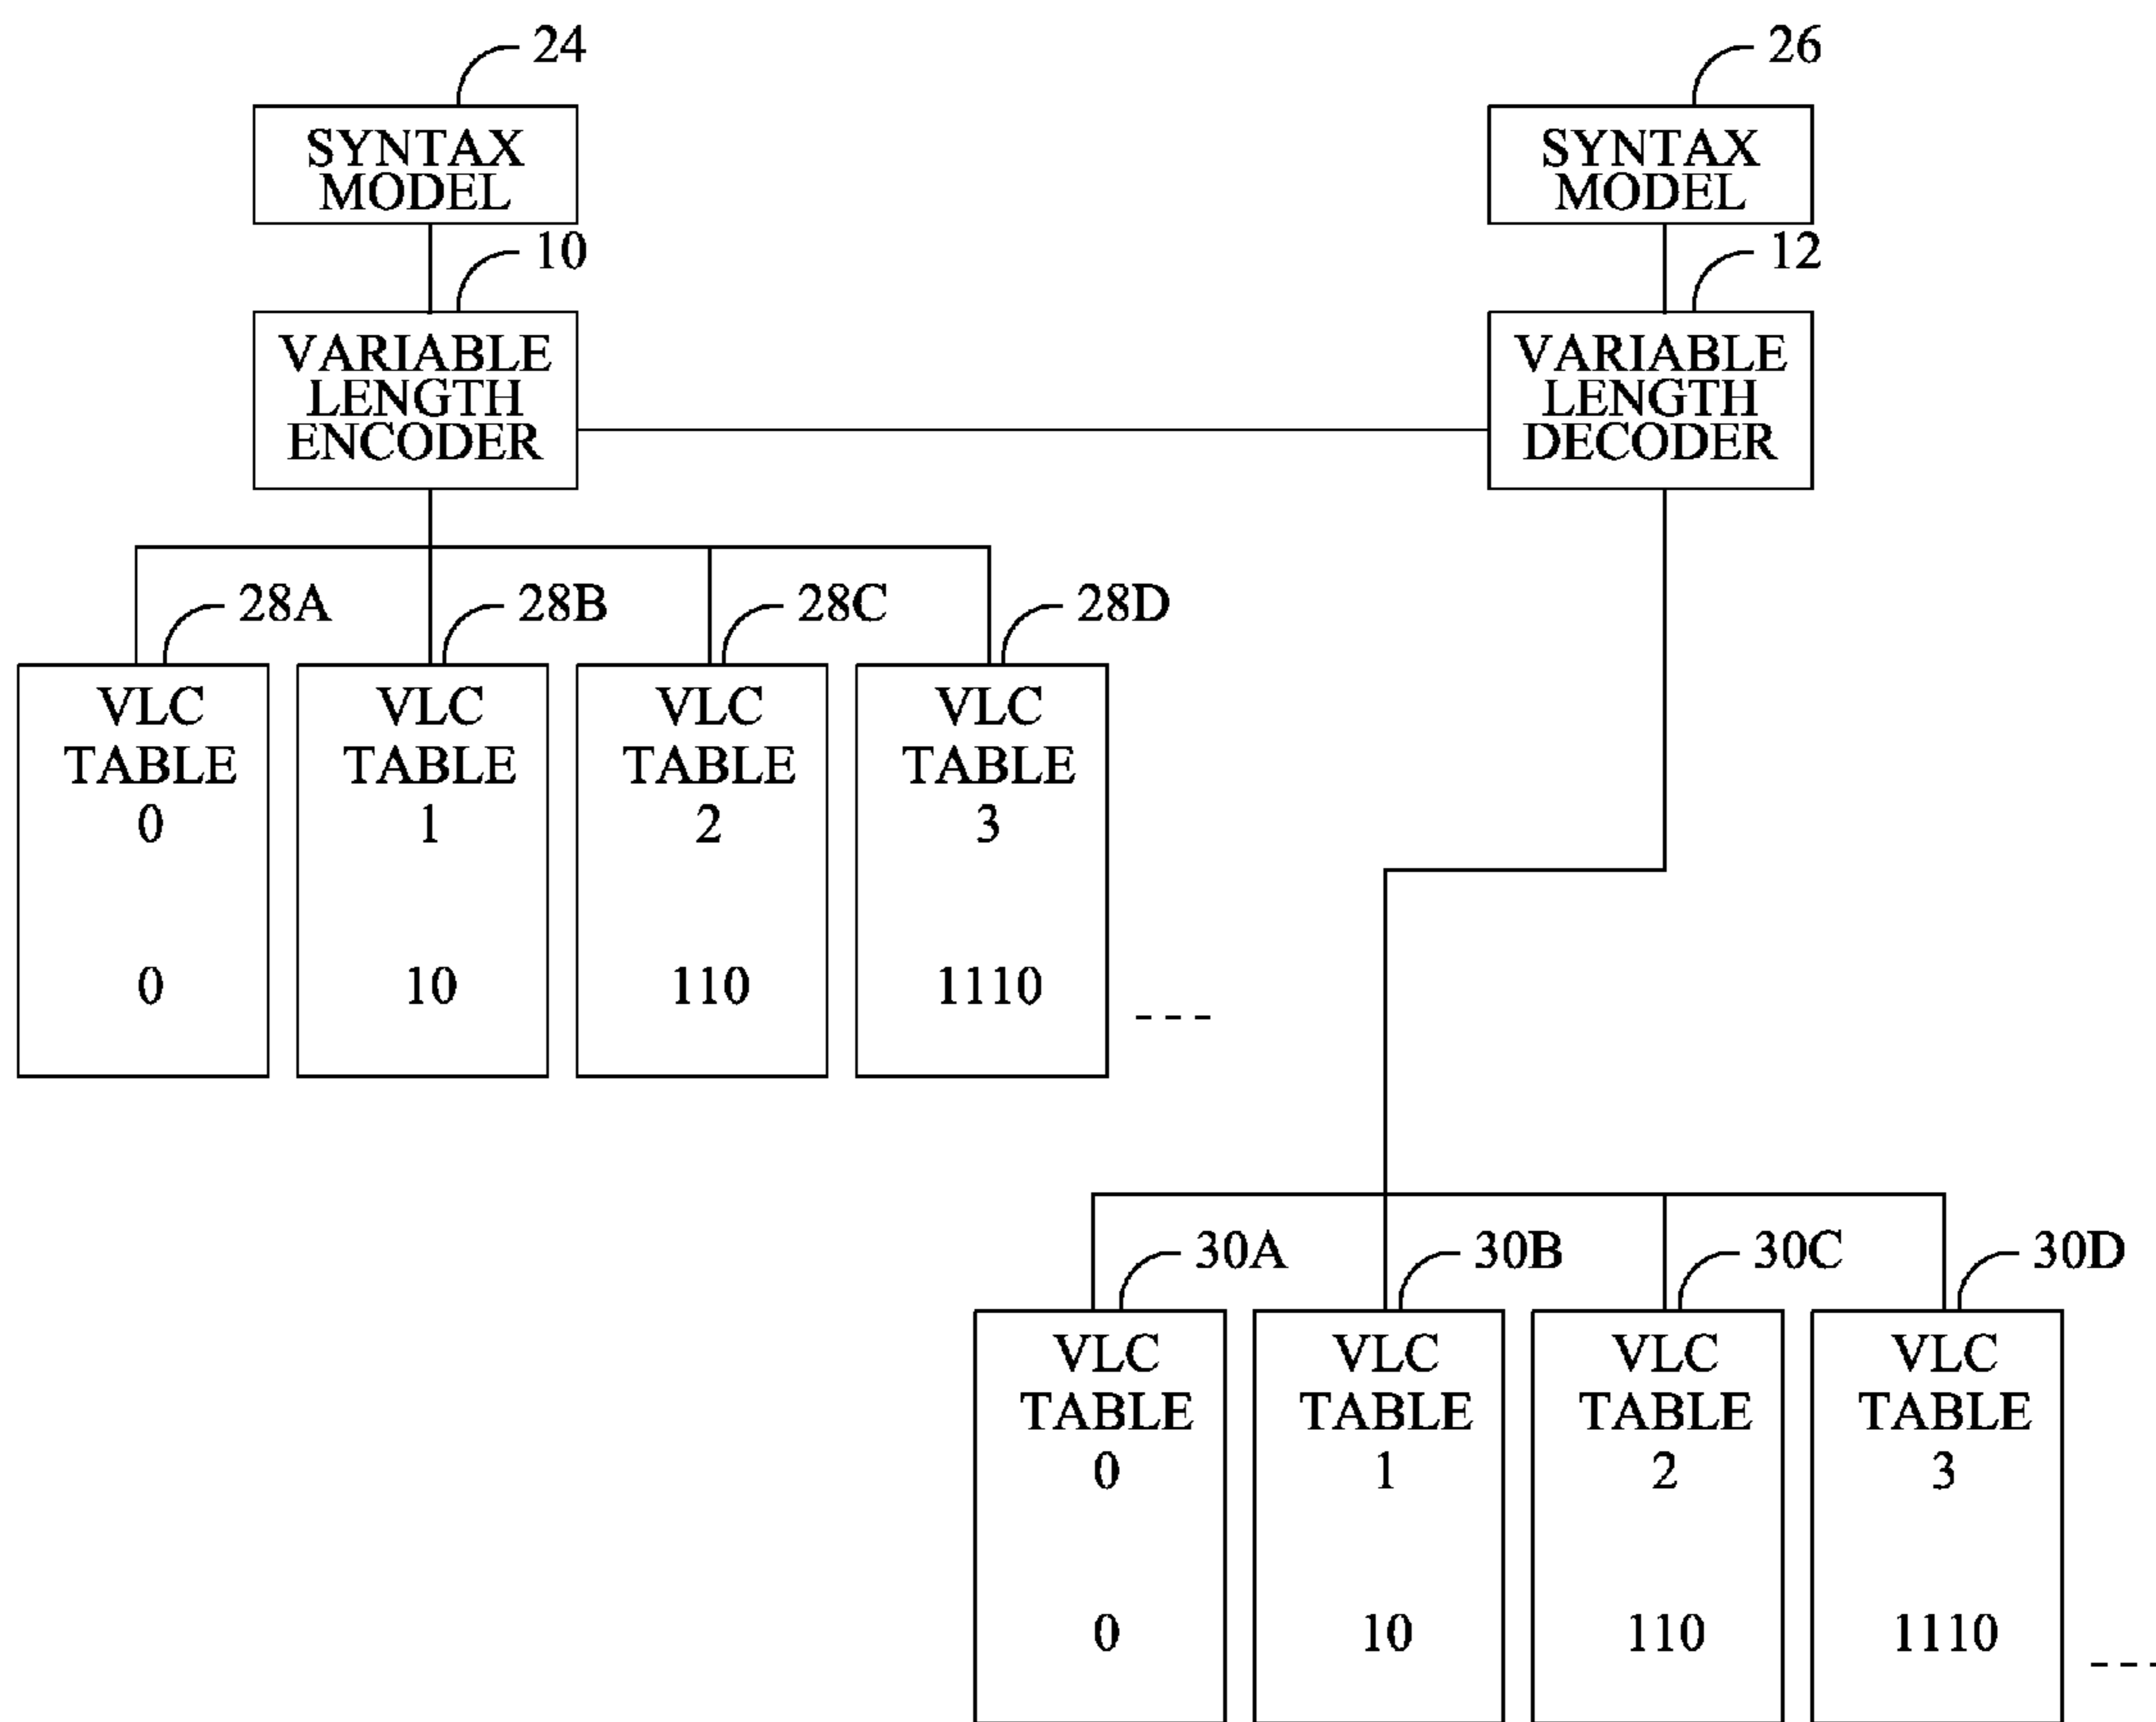 24
SYNTAX
MODEL
10
VARIABLE
LENGTH
ENCODER
26
SYNTAX
MODEL
12
VARIABLE
LENGTH
DECODER
28A
VLC
TABLE
0
0
28B
VLC
TABLE
1
10
28C
VLC
TABLE
2
110
28D
VLC
TABLE
3
1110
---
30A
VLC
TABLE
0
0
30B
VLC
TABLE
1
10
30C
VLC
TABLE
2
110
30D
VLC
TABLE
3
1110
---